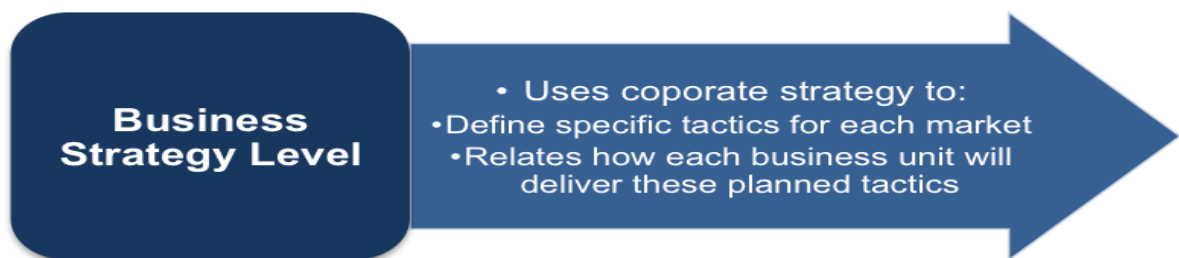 Business
Strategy Level
• Uses coporate strategy to:
•Define specific tactics for each market
•Relates how each business unit will
deliver these planned tactics